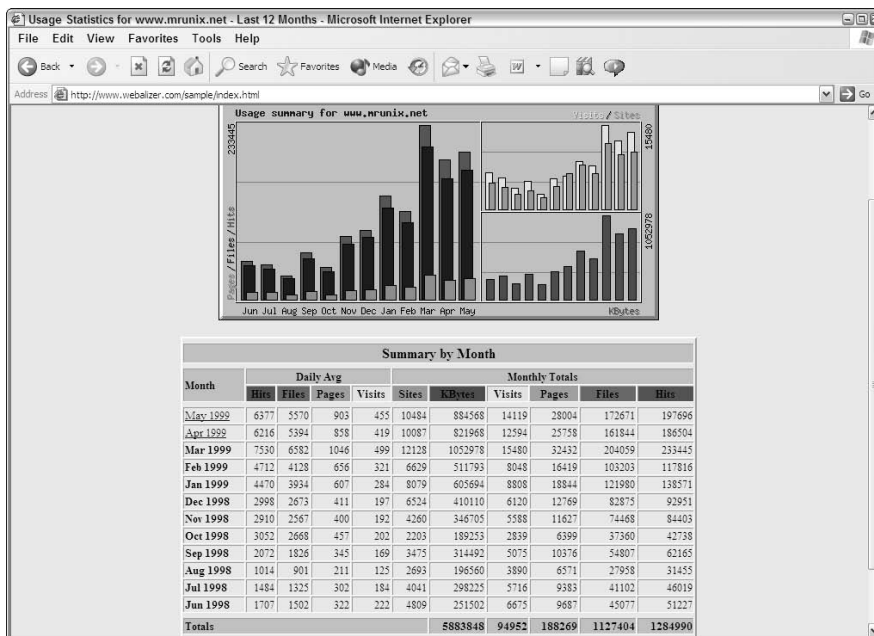 Usage Statistics for www.mrunix.net - Last 12 Months - Microsoft Internet Explorer
File Edit View Favorites Tools Help
Back Search Favorites Media
Address http://www.webalizer.com/sample/index.html Go
Usage summary for www.mrunix.net Visits/Sites
233445
15480
Pages/Files/Hits
1052978
Jun Jul Aug Sep Oct Nov Dec Jan Feb Mar Apr May KBytes
Summary by Month
Month Daily Avg Monthly Totals
Hits Files Pages Visits Sites KBytes Visits Pages Files Hits
May 1999 6377 5570 903 455 10484 884568 14119 28004 172671 197696
Apr 1999 6216 5394 858 419 10087 821968 12594 25758 161844 186504
Mar 1999 7530 6582 1046 499 12128 1052978 15480 32432 204059 233445
Feb 1999 4712 4128 656 321 6629 511793 8048 16419 103203 117816
Jan 1999 4470 3934 607 284 8079 605694 8808 18844 121980 138571
Dec 1998 2998 2673 411 197 6524 410110 6120 12769 82875 92951
Nov 1998 2910 2567 400 192 4260 346705 5588 11627 74468 84403
Oct 1998 3052 2668 457 202 2203 189253 2839 6399 37360 42738
Sep 1998 2072 1826 345 169 3475 314492 5075 10376 54807 62165
Aug 1998 1014 901 211 125 2693 196560 3890 6571 27958 31455
Jul 1998 1484 1325 302 184 4041 298225 5716 9383 41102 46019
Jun 1998 1707 1502 322 222 4809 251502 6675 9687 45077 51227
Totals 5883848 94952 188269 1127404 1284990